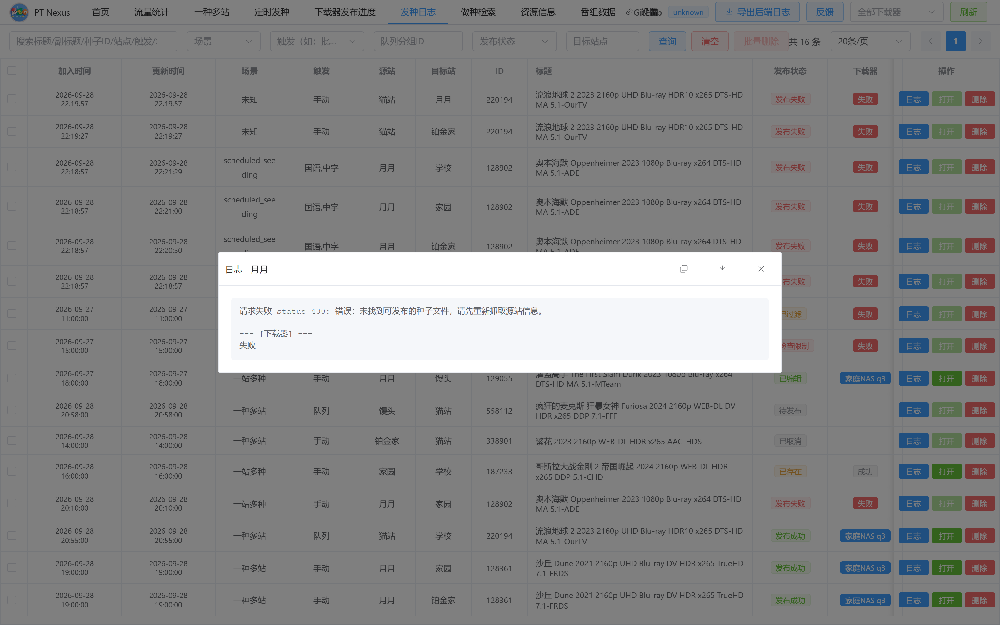 PT Nexus 首页 流量统计 一种多站 定时发种 下载器发布进度 发种日志 做种检索 资源信息 番组数据 设置 unknown 导出后端日志 反馈 全部下载器 刷新
搜索标题/副标题/种子ID/站点/触发/ 场景 触发（如：批... 队列分组ID 发布状态 目标站点 查询 清空 批量删除 共 16 条 20条/页 1
加入时间 更新时间 场景 触发 源站 目标站 ID 标题 发布状态 下载器 操作
2026-09-28 22:19:57 2026-09-28 22:19:57 未知 手动 猫站 月月 220194 流浪地球 2 2023 2160p UHD Blu-ray HDR10 x265 DTS-HD MA 5.1-OurTV 发布失败 失败 日志 打开 删除
2026-09-28 22:19:27 2026-09-28 22:19:27 未知 手动 猫站 铂金家 220194 流浪地球 2 2023 2160p UHD Blu-ray HDR10 x265 DTS-HD MA 5.1-OurTV 发布失败 失败 日志 打开 删除
2026-09-28 22:18:57 2026-09-28 22:21:29 scheduled_seeding 国语,中字 月月 学校 128902 奥本海默 Oppenheimer 2023 1080p Blu-ray x264 DTS-HD MA 5.1-ADE 发布失败 失败 日志 打开 删除
2026-09-28 22:18:57 2026-09-28 22:21:00 scheduled_seeding 国语,中字 月月 家园 128902 奥本海默 Oppenheimer 2023 1080p Blu-ray x264 DTS-HD MA 5.1-ADE 发布失败 失败 日志 打开 删除
2026-09-28 22:18:57 2026-09-28 22:20:30 scheduled_see 国语,中字 月月 铂金家 128902 奥本海默 Oppenheimer 2023 1080p Blu-ray x264 DTS-HD MA 5.1-ADE 发布失败 失败 日志 打开 删除
2026-09-28 22:18:57 2026-09-28 22:18:57 布失败 失败 日志 打开 删除
2026-09-27 11:00:00 2026-09-27 11:00:00 已过滤 失败 日志 打开 删除
2026-09-27 15:00:00 2026-09-27 15:00:00 检查限制 失败 日志 打开 删除
日志 - 月月
请求失败 status=400: 错误：未找到可发布的种子文件，请先重新抓取源站信息。
--- [下载器] ---
失败
2026-09-27 18:00:00 2026-09-27 18:00:00 一站多种 手动 月月 馒头 129055 灌篮高手 The First Slam Dunk 2023 1080p Blu-ray x264 DTS-HD MA 5.1-MTeam 已编辑 家庭NAS qB 日志 打开 删除
2026-09-28 20:58:00 2026-09-28 20:58:00 一种多站 队列 馒头 猫站 558112 疯狂的麦克斯 狂暴女神 Furiosa 2024 2160p WEB-DL DV HDR x265 DDP 7.1-FFF 待发布 日志 打开 删除
2026-09-28 14:00:00 2026-09-28 14:00:00 一种多站 手动 铂金家 猫站 338901 繁花 2023 2160p WEB-DL HDR x265 AAC-HDS 已取消 日志 打开 删除
2026-09-28 16:00:00 2026-09-28 16:00:00 一站多种 手动 家园 学校 187233 哥斯拉大战金刚 2 帝国崛起 2024 2160p WEB-DL HDR x265 DDP 5.1-CHD 已存在 成功 日志 打开 删除
2026-09-28 20:10:00 2026-09-28 20:10:00 一站多种 手动 月月 家园 128902 奥本海默 Oppenheimer 2023 1080p Blu-ray x264 DTS-HD MA 5.1-ADE 发布失败 失败 日志 打开 删除
2026-09-28 20:55:00 2026-09-28 20:55:00 一种多站 队列 猫站 学校 220194 流浪地球 2 2023 2160p UHD Blu-ray HDR10 x265 DTS-HD MA 5.1-OurTV 发布成功 家庭NAS qB 日志 打开 删除
2026-09-28 19:00:00 2026-09-28 19:00:00 一种多站 手动 月月 家园 128361 沙丘 Dune 2021 2160p UHD Blu-ray DV HDR x265 TrueHD 7.1-FRDS 发布成功 家庭NAS qB 日志 打开 删除
2026-09-28 19:00:00 2026-09-28 19:00:00 一种多站 手动 月月 铂金家 128361 沙丘 Dune 2021 2160p UHD Blu-ray DV HDR x265 TrueHD 7.1-FRDS 发布成功 家庭NAS qB 日志 打开 删除